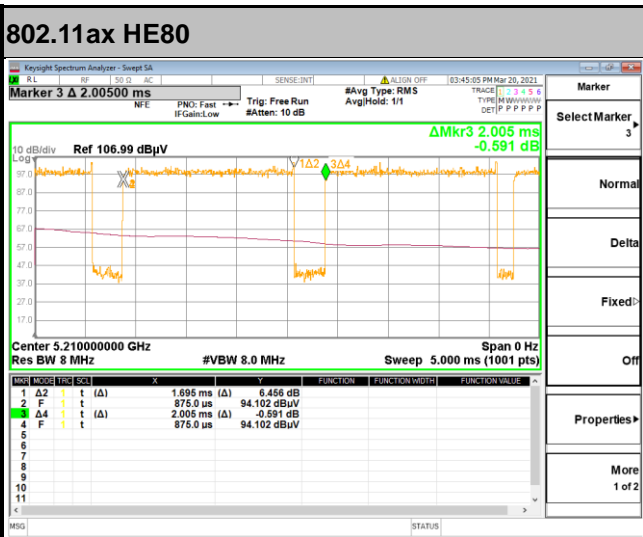 802.11ax HE80
Keysight Spectrum Analyzer - Swept SA
RL RF 50 Ω AC SENSE:INT ALIGN OFF 03:45:05 PM Mar 20, 2021
Marker 3 Δ 2.00500 ms
NFE PNO: Fast Trig: Free Run #Avg Type: RMS TRACE 1 2 3 4 5 6
IFGain:Low #Atten: 10 dB Avg|Hold: 1/1 TYPE MWWWWW
DET P P P P P P
ΔMkr3 2.005 ms
-0.591 dB
10 dB/div Ref 106.99 dBµV
Log
97.0
87.0
77.0
67.0
57.0
47.0
37.0
27.0
17.0
1Δ2 3Δ4
Center 5.210000000 GHz Span 0 Hz
Res BW 8 MHz #VBW 8.0 MHz Sweep 5.000 ms (1001 pts)
MKR MODE TRC SCL X Y FUNCTION FUNCTION WIDTH FUNCTION VALUE
1 Δ2 1 t (Δ) 1.695 ms (Δ) 6.456 dB
2 F 1 t 875.0 µs 94.102 dBµV
3 Δ4 1 t (Δ) 2.005 ms (Δ) -0.591 dB
4 F 1 t 875.0 µs 94.102 dBµV
5
6
7
8
9
10
11
MSG STATUS
Marker
Select Marker
3
Normal
Delta
Fixed
Off
Properties
More
1 of 2